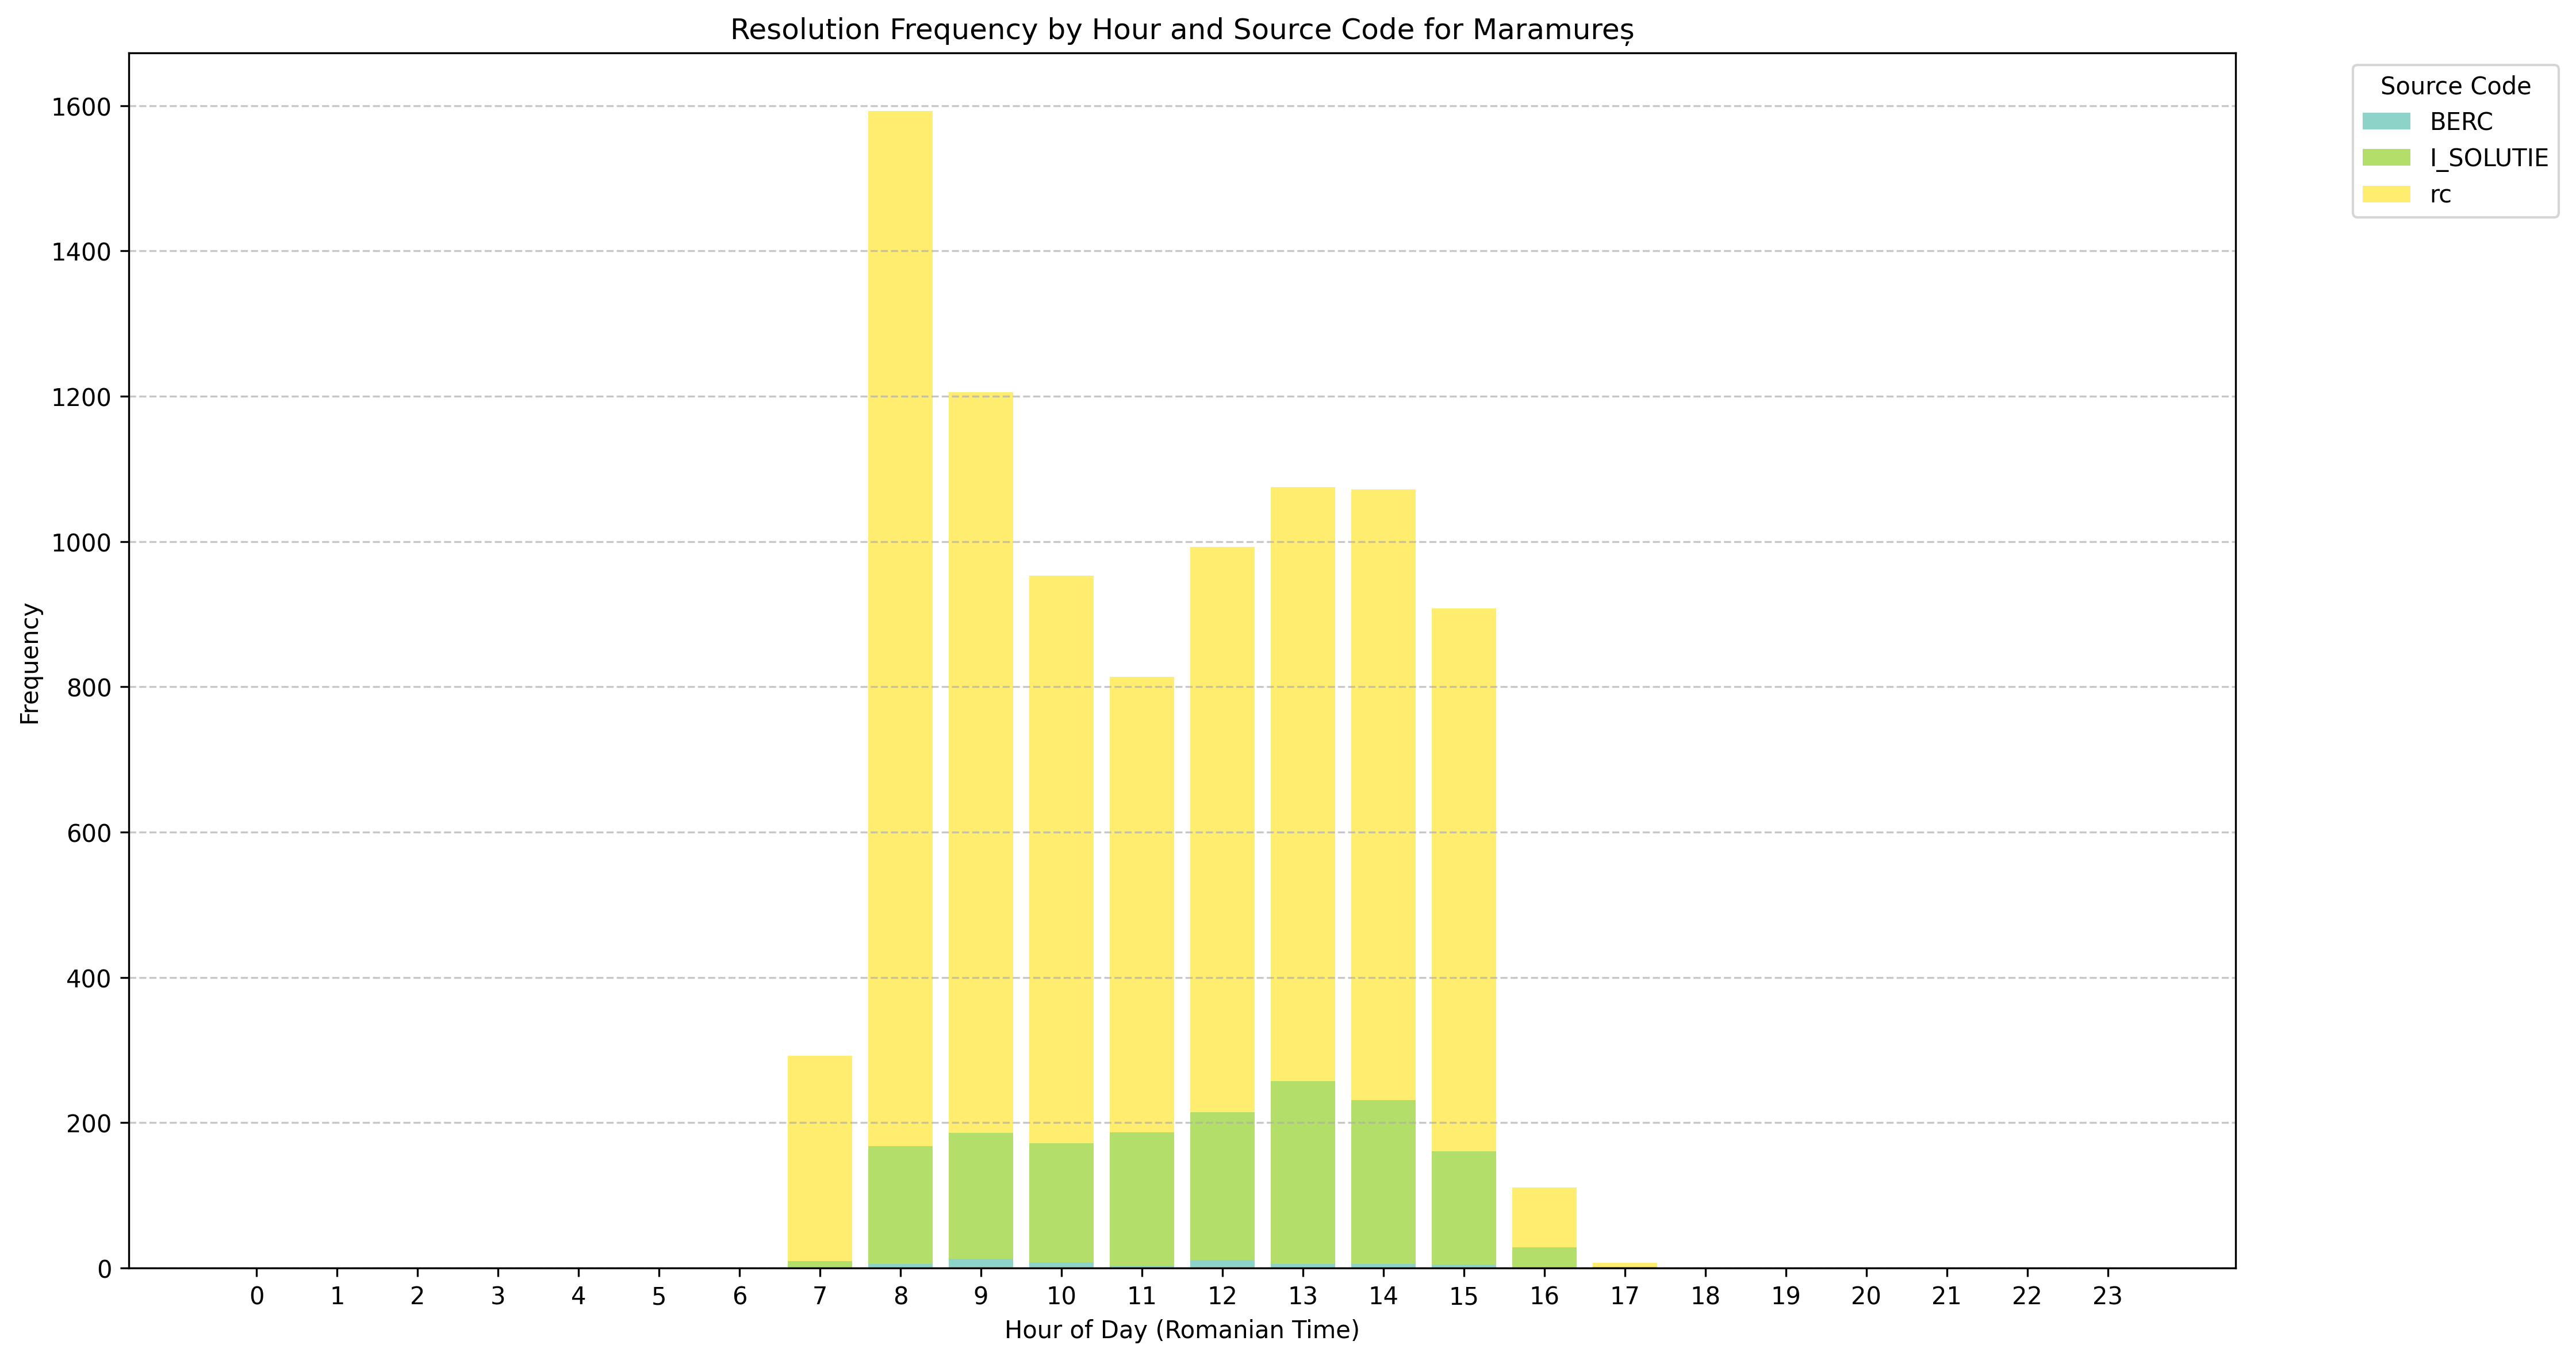 Resolution Frequency by Hour and Source Code for Maramureș
Source Code
BERC
I_SOLUTIE
rc
Frequency
1600
1400
1200
1000
800
600
400
200
0
0 1 2 3 4 5 6 7 8 9 10 11 12 13 14 15 16 17 18 19 20 21 22 23
Hour of Day (Romanian Time)